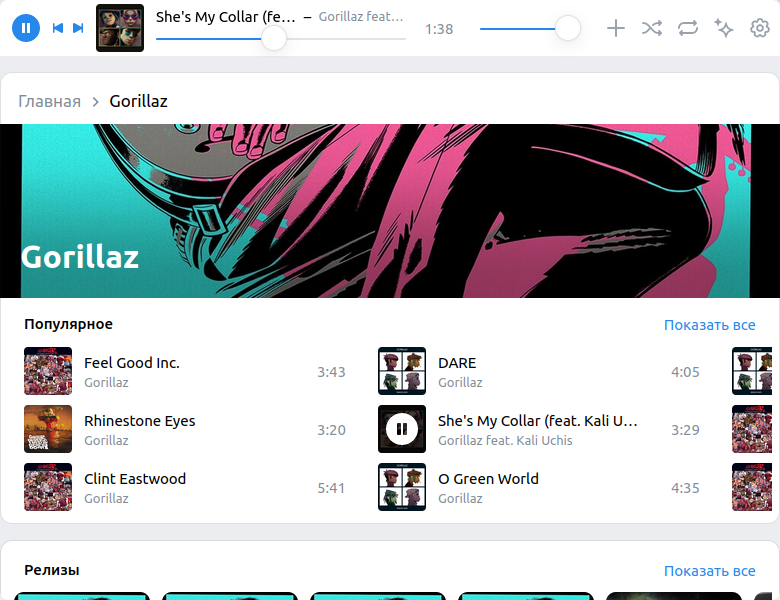 She's My Collar (fe… – Gorillaz feat…
1:38
Главная > Gorillaz
Gorillaz
Популярное
Показать все
Feel Good Inc.
Gorillaz
3:43
DARE
Gorillaz
4:05
Rhinestone Eyes
Gorillaz
3:20
She's My Collar (feat. Kali U…
Gorillaz feat. Kali Uchis
3:29
Clint Eastwood
Gorillaz
5:41
O Green World
Gorillaz
4:35
Релизы
Показать все